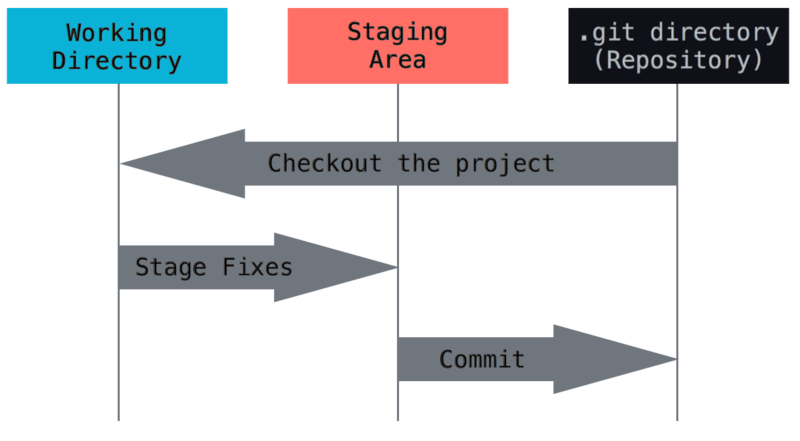 Working
Directory
Staging
Area
.git directory
(Repository)
Checkout the project
Stage Fixes
Commit